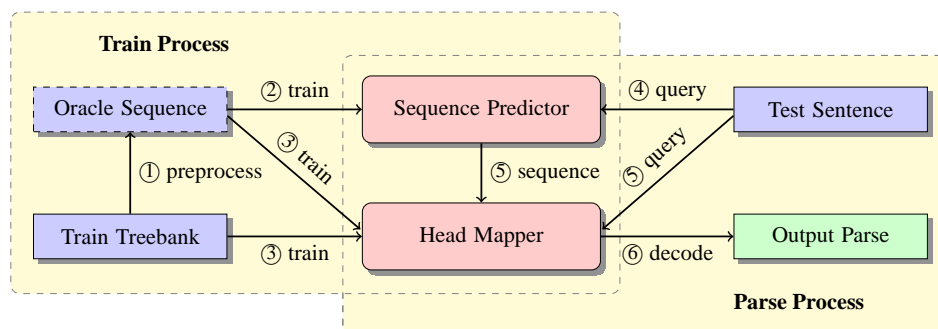 Train Process
Oracle Sequence
② train
Sequence Predictor
④ query
Test Sentence
① preprocess
③ train
⑤ sequence
⑤ query
Train Treebank
③ train
Head Mapper
⑥ decode
Output Parse
Parse Process